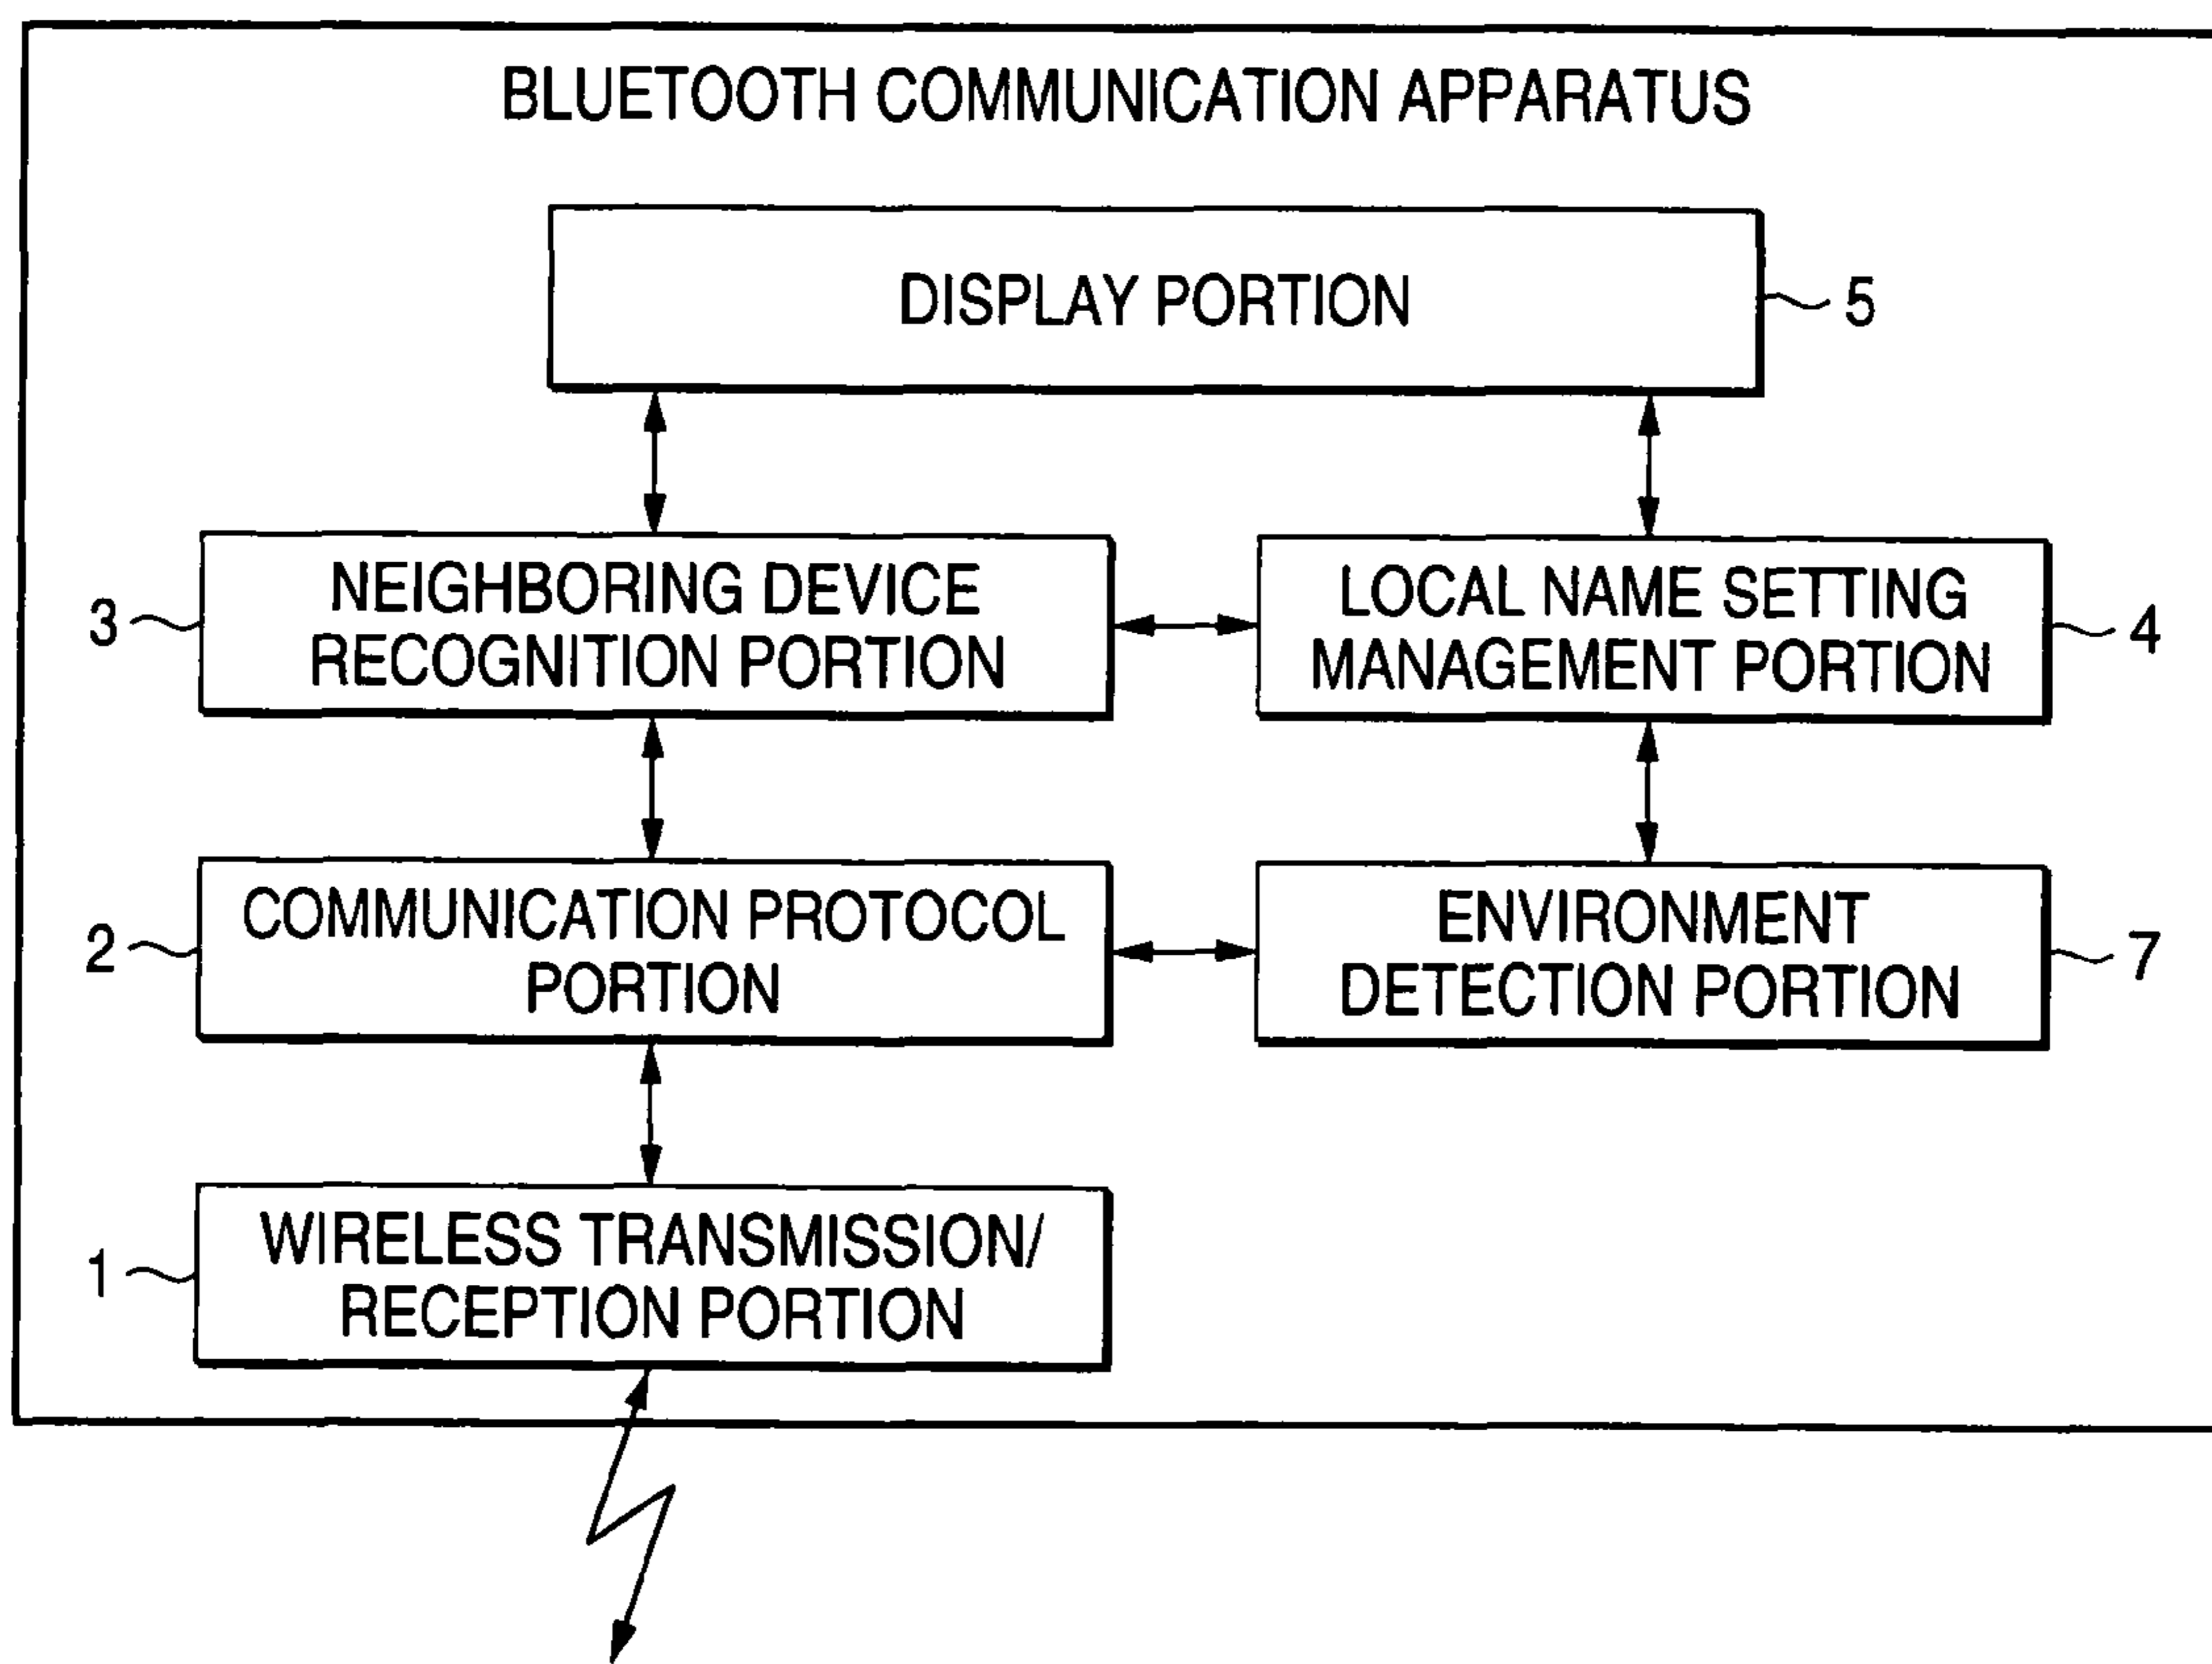 BLUETOOTH COMMUNICATION APPARATUS
DISPLAY PORTION
5
NEIGHBORING DEVICE
RECOGNITION PORTION
3
LOCAL NAME SETTING
MANAGEMENT PORTION
4
COMMUNICATION PROTOCOL
PORTION
2
ENVIRONMENT
DETECTION PORTION
7
WIRELESS TRANSMISSION/
RECEPTION PORTION
1